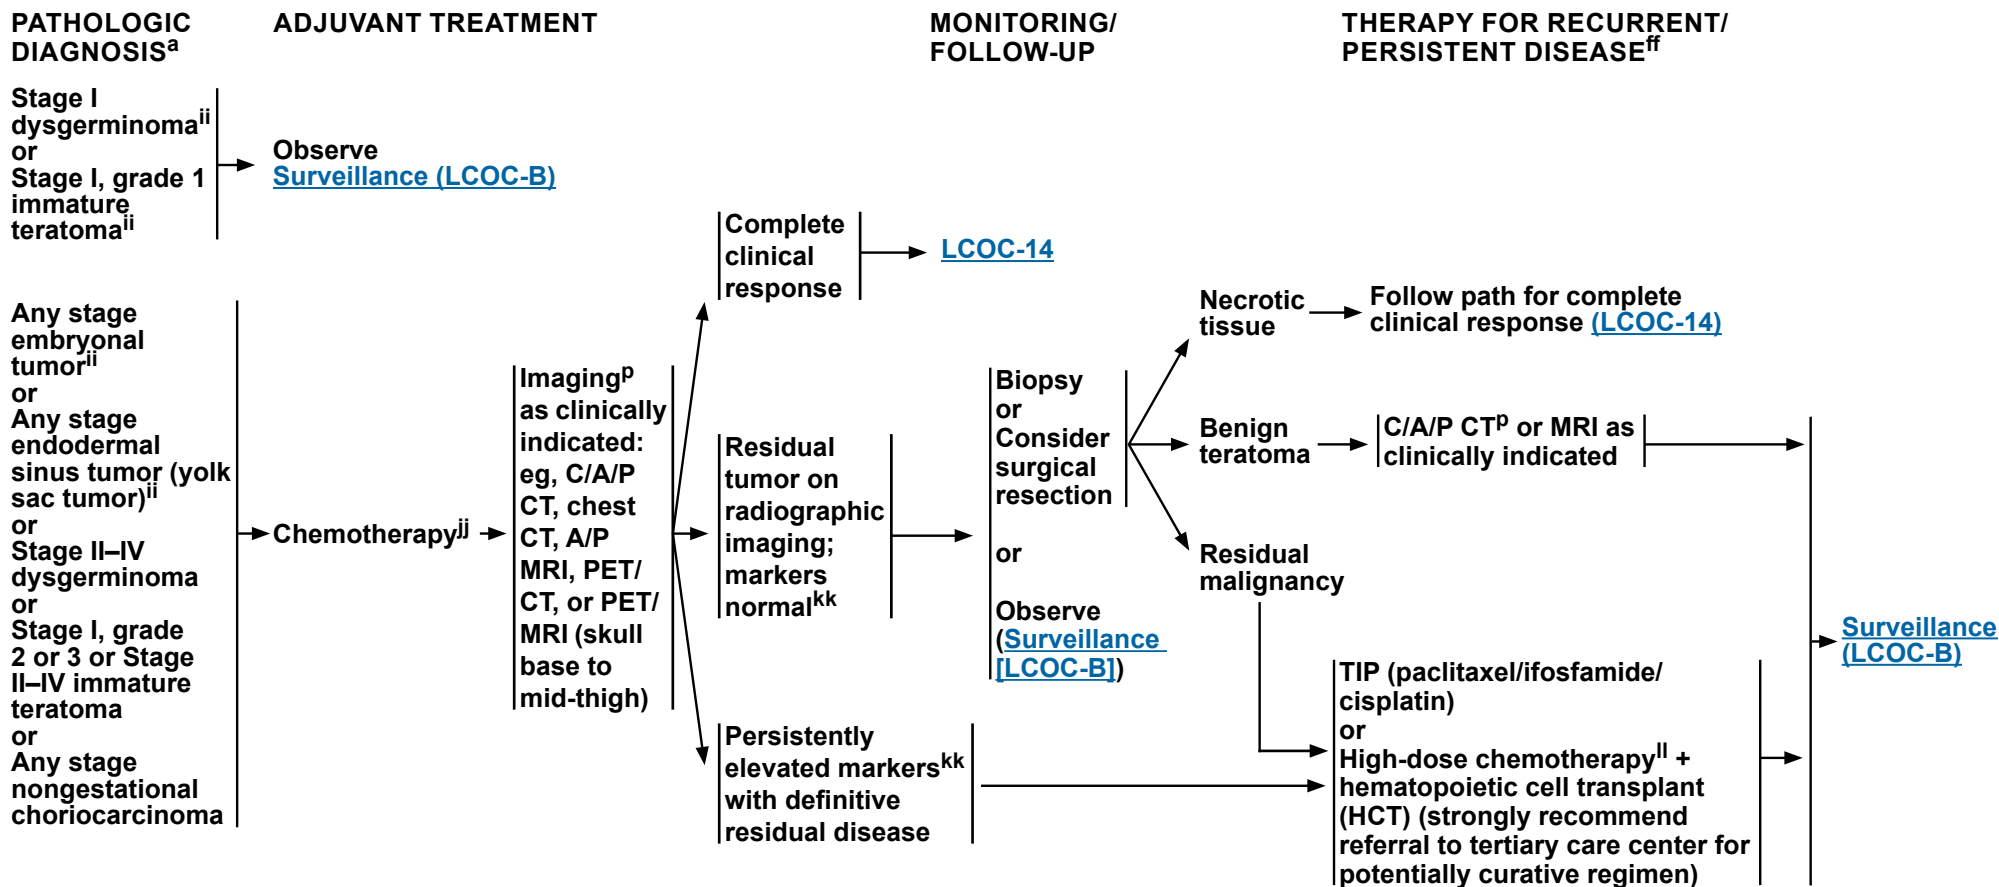 PATHOLOGIC
DIAGNOSISa
ADJUVANT TREATMENT
MONITORING/
FOLLOW-UP
THERAPY FOR RECURRENT/
PERSISTENT DISEASEff
Stage I
dysgerminomaii
or
Stage I, grade 1
immature
teratomaii
Observe
Surveillance (LCOC-B)
Any stage
embryonal
tumorii
or
Any stage
endodermal
sinus tumor (yolk
sac tumor)ii
or
Stage II–IV
dysgerminoma
or
Stage I, grade
2 or 3 or Stage
II–IV immature
teratoma
or
Any stage
nongestational
choriocarcinoma
Chemotherapyjj
Imagingp
as clinically
indicated:
eg, C/A/P
CT, chest
CT, A/P
MRI, PET/
CT, or PET/
MRI (skull
base to
mid-thigh)
Complete
clinical
response
LCOC-14
Residual
tumor on
radiographic
imaging;
markers
normalkk
Persistently
elevated markerskk
with definitive
residual disease
Biopsy
or
Consider
surgical
resection
or
Observe
(Surveillance
[LCOC-B])
Necrotic
tissue
Follow path for complete
clinical response (LCOC-14)
Benign
teratoma
C/A/P CTp or MRI as
clinically indicated
Residual
malignancy
TIP (paclitaxel/ifosfamide/
cisplatin)
or
High-dose chemotherapyll +
hematopoietic cell transplant
(HCT) (strongly recommend
referral to tertiary care center for
potentially curative regimen)
Surveillance
(LCOC-B)